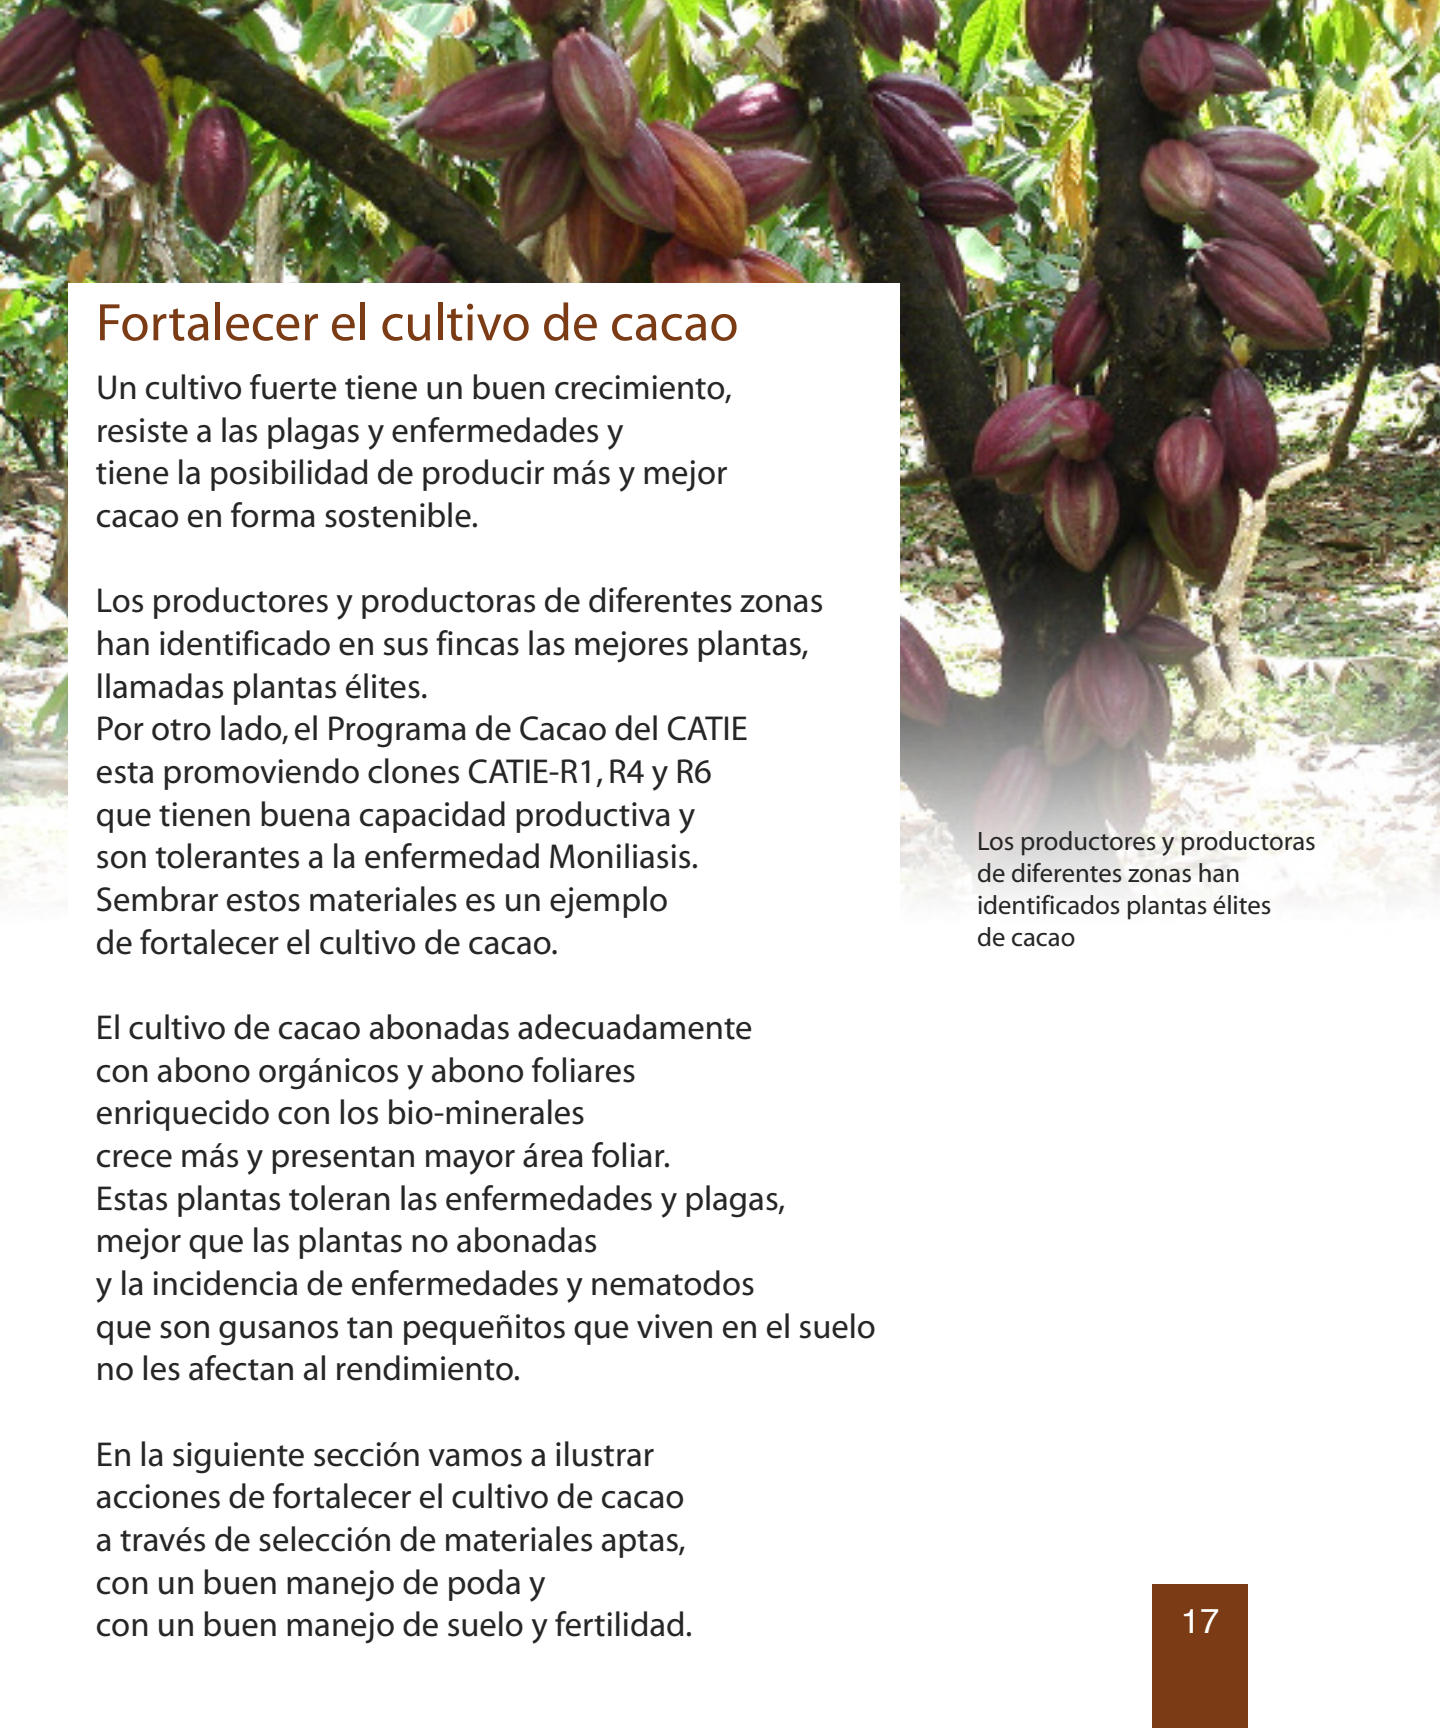 Fortalecer el cultivo de cacao
Un cultivo fuerte tiene un buen crecimiento,
resiste a las plagas y enfermedades y
tiene la posibilidad de producir más y mejor
cacao en forma sostenible.
Los productores y productoras de diferentes zonas
han identificado en sus fincas las mejores plantas,
llamadas plantas élites.
Por otro lado, el Programa de Cacao del CATIE
esta promoviendo clones CATIE-R1, R4 y R6
que tienen buena capacidad productiva y
son tolerantes a la enfermedad Moniliasis.
Sembrar estos materiales es un ejemplo
de fortalecer el cultivo de cacao.
El cultivo de cacao abonadas adecuadamente
con abono orgánicos y abono foliares
enriquecido con los bio-minerales
crece más y presentan mayor área foliar.
Estas plantas toleran las enfermedades y plagas,
mejor que las plantas no abonadas
y la incidencia de enfermedades y nematodos
que son gusanos tan pequeñitos que viven en el suelo
no les afectan al rendimiento.
En la siguiente sección vamos a ilustrar
acciones de fortalecer el cultivo de cacao
a través de selección de materiales aptas,
con un buen manejo de poda y
con un buen manejo de suelo y fertilidad.
Los productores y productoras
de diferentes zonas han
identificados plantas élites
de cacao
17